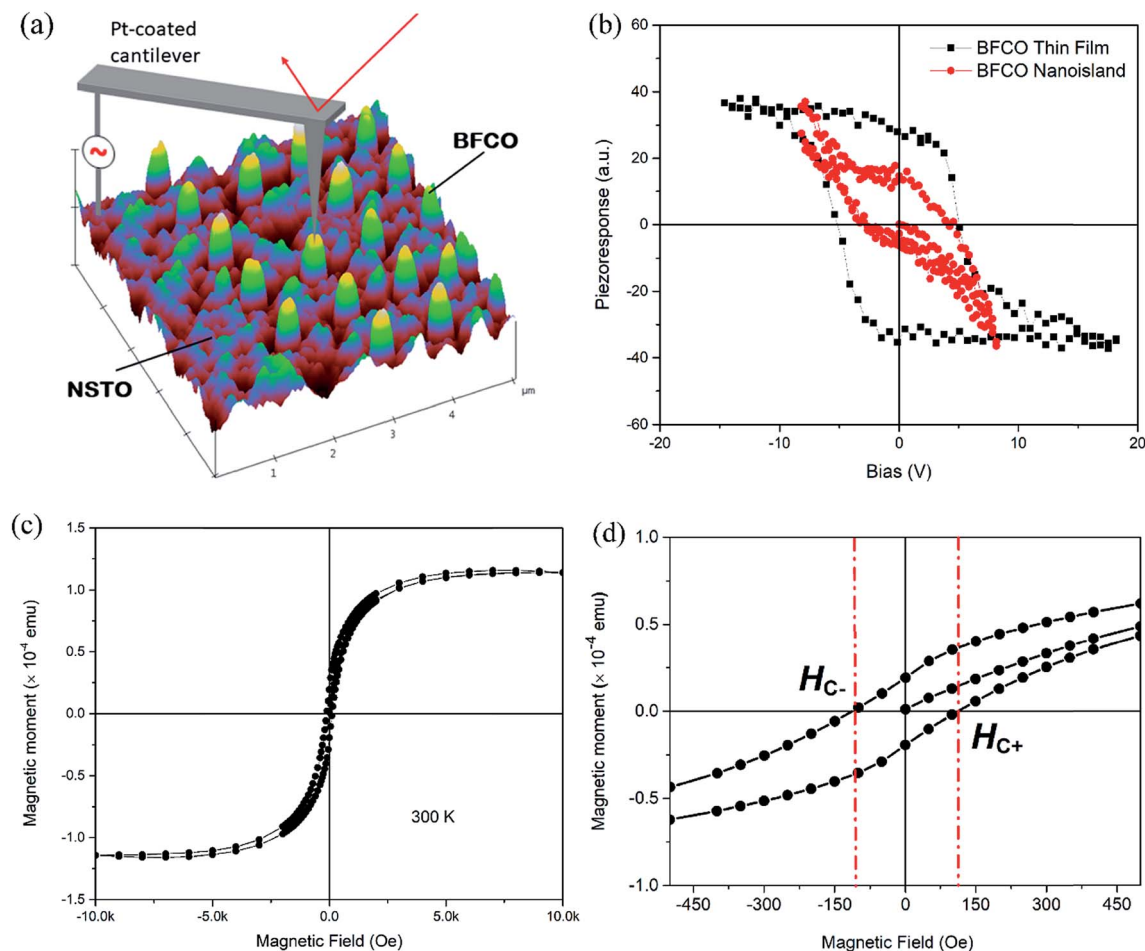 (a)
Pt-coated
cantilever
~
BFCO
NSTO
1
2
3
4
µm
(b)
BFCO Thin Film
BFCO Nanoisland
60
40
20
0
-20
-40
-60
-20
-10
0
10
20
Piezoresponse (a.u.)
Bias (V)
(c)
1.5
1.0
0.5
0.0
-0.5
-1.0
-1.5
-10.0k
-5.0k
0.0
5.0k
10.0k
300 K
Magnetic moment (× 10⁻⁴ emu)
Magnetic Field (Oe)
(d)
1.0
0.5
0.0
-0.5
-1.0
-450
-300
-150
0
150
300
450
HC-
HC+
Magnetic moment (× 10⁻⁴ emu)
Magnetic Field (Oe)